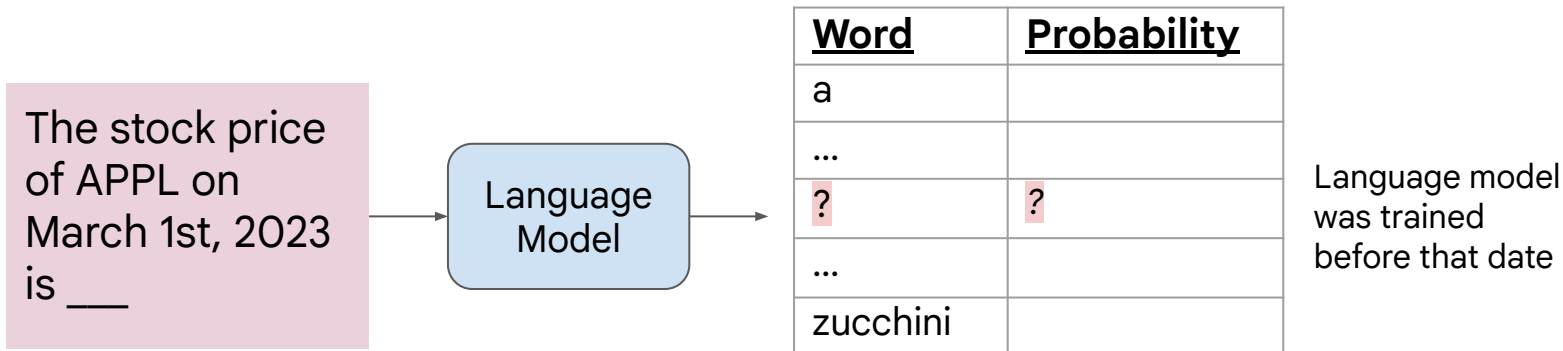 The stock price
of APPL on
March 1st, 2023
is ___
Language
Model
Word Probability
a
...
? ?
...
zucchini
Language model
was trained
before that date